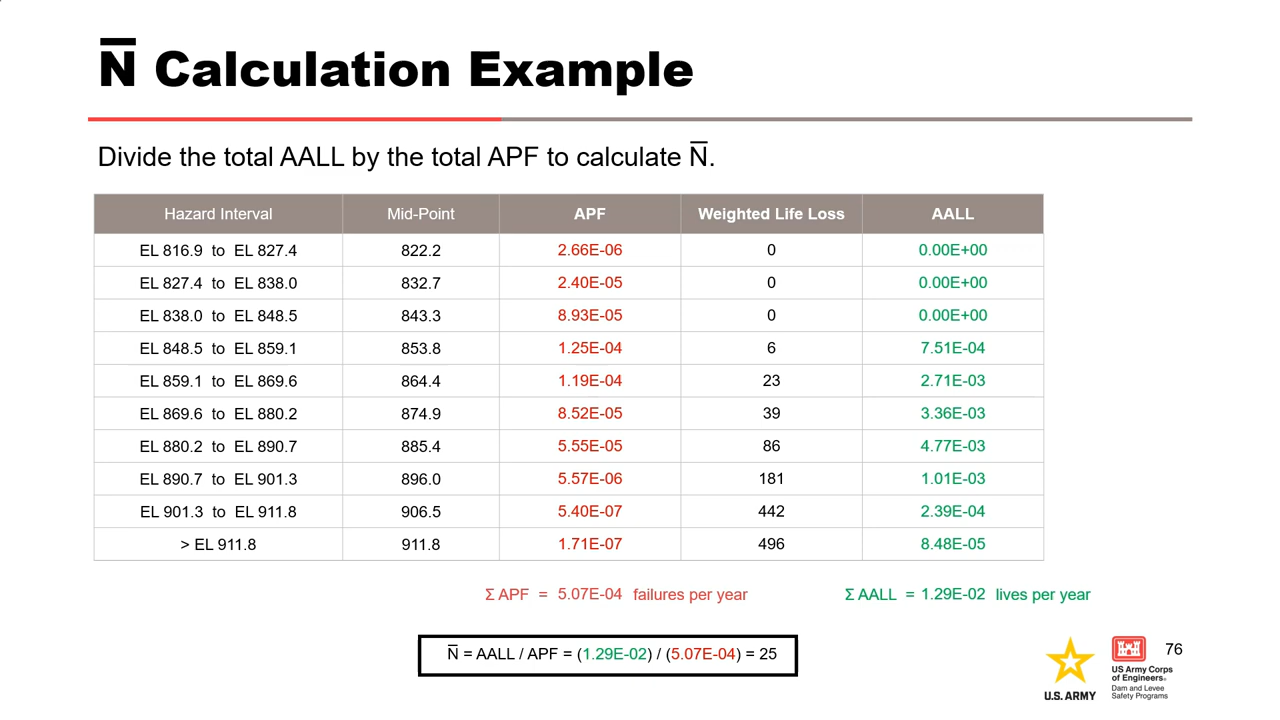 N̅ Calculation Example
Divide the total AALL by the total APF to calculate N̅.
Hazard Interval Mid-Point APF Weighted Life Loss AALL
EL 816.9 to EL 827.4 822.2 2.66E-06 0 0.00E+00
EL 827.4 to EL 838.0 832.7 2.40E-05 0 0.00E+00
EL 838.0 to EL 848.5 843.3 8.93E-05 0 0.00E+00
EL 848.5 to EL 859.1 853.8 1.25E-04 6 7.51E-04
EL 859.1 to EL 869.6 864.4 1.19E-04 23 2.71E-03
EL 869.6 to EL 880.2 874.9 8.52E-05 39 3.36E-03
EL 880.2 to EL 890.7 885.4 5.55E-05 86 4.77E-03
EL 890.7 to EL 901.3 896.0 5.57E-06 181 1.01E-03
EL 901.3 to EL 911.8 906.5 5.40E-07 442 2.39E-04
> EL 911.8 911.8 1.71E-07 496 8.48E-05
Σ APF = 5.07E-04 failures per year Σ AALL = 1.29E-02 lives per year
N̅ = AALL / APF = (1.29E-02) / (5.07E-04) = 25
76
U.S. ARMY
US Army Corps
of Engineers®
Dam and Levee
Safety Programs